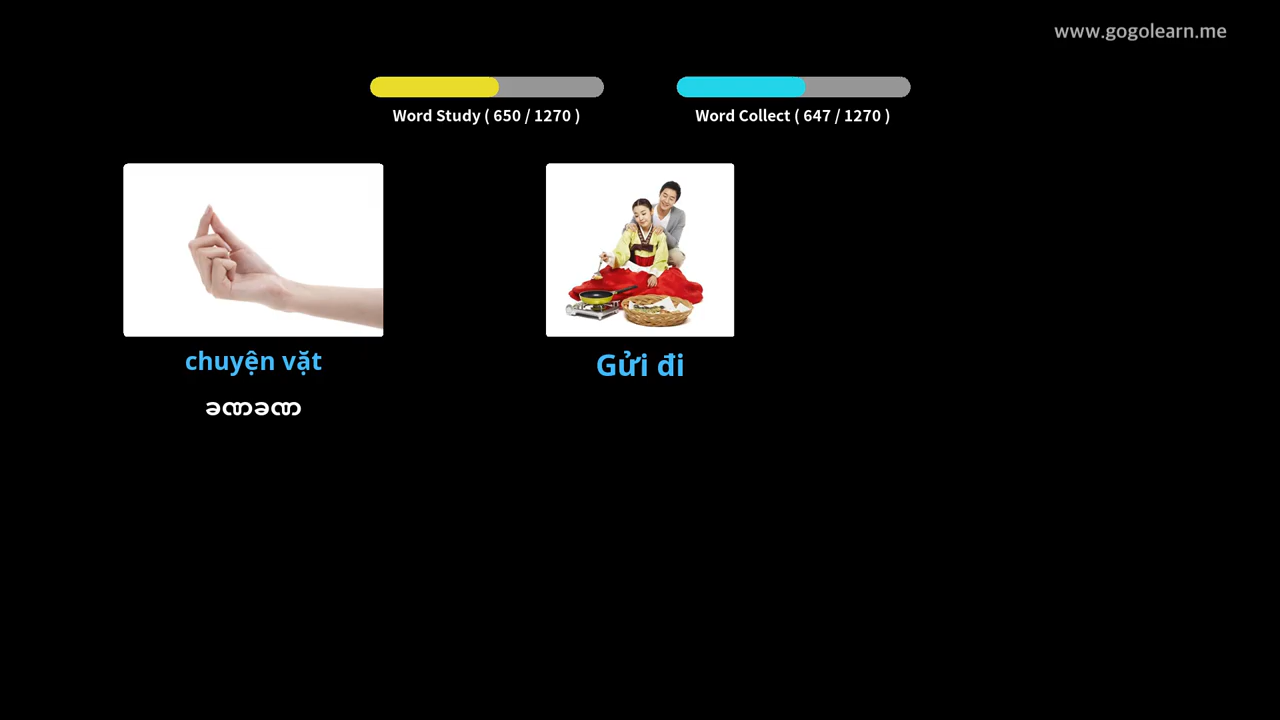 www.gogolearn.me
Word Study ( 650 / 1270 )
Word Collect ( 647 / 1270 )
chuyện vặt
Gửi đi
ခဏခဏ